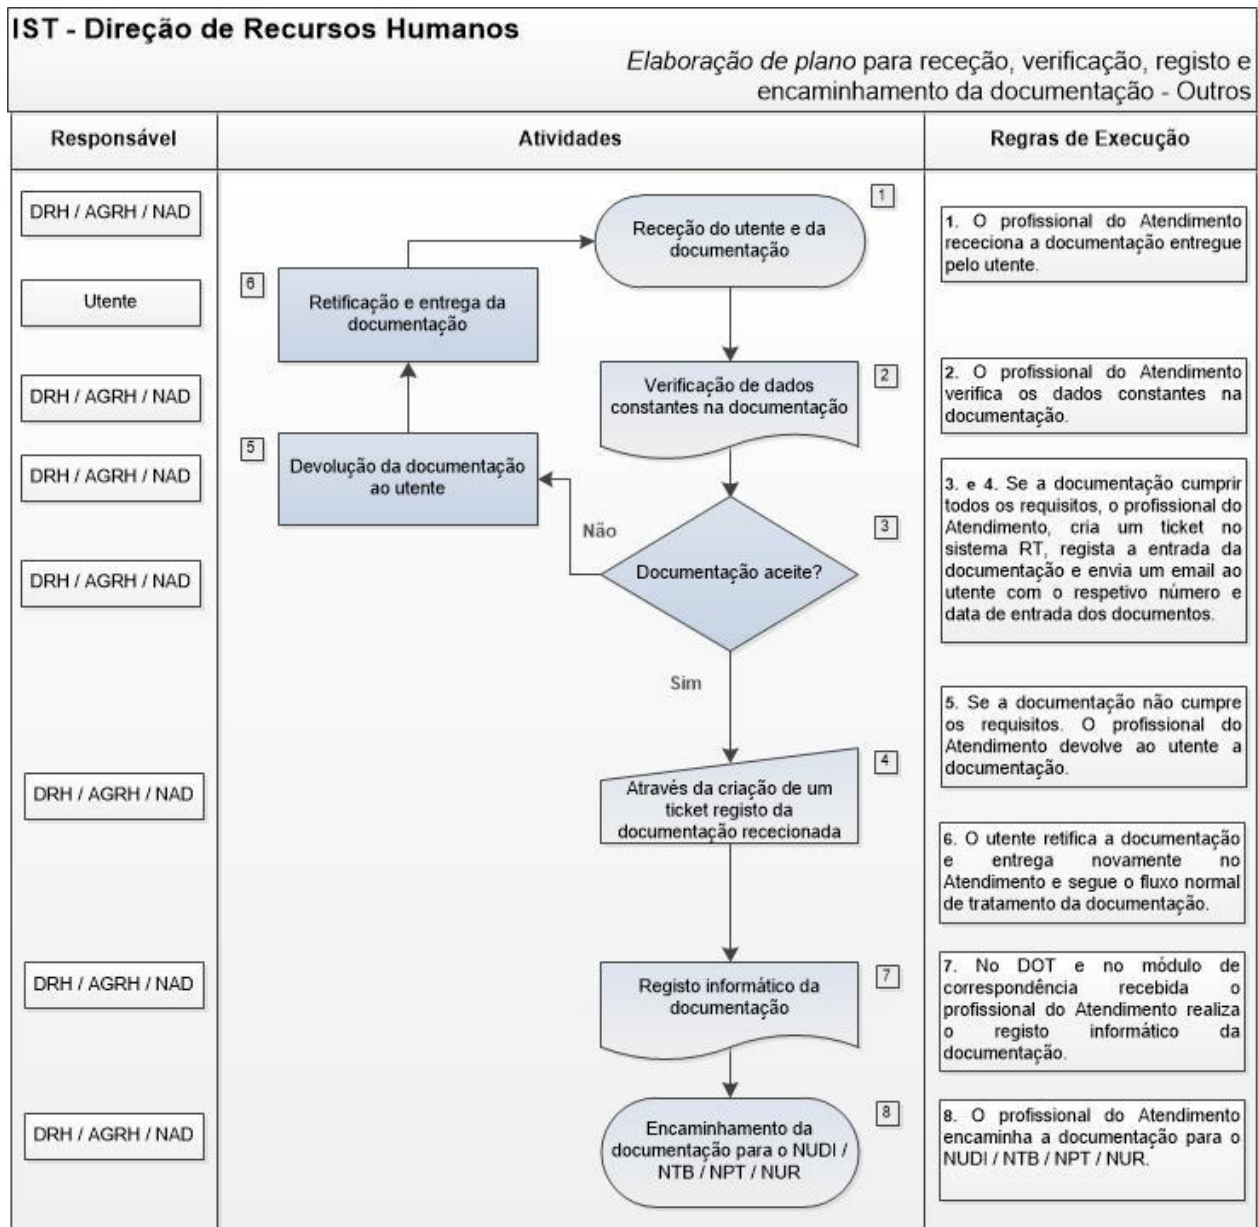 IST - Direção de Recursos Humanos
Elaboração de plano para receção, verificação, registo e
encaminhamento da documentação - Outros
Responsável
Atividades
Regras de Execução
DRH / AGRH / NAD
1
Receção do utente e da
documentação
1. O profissional do Atendimento
receciona a documentação entregue
pelo utente.
Utente
6
Retificação e entrega da
documentação
DRH / AGRH / NAD
2
Verificação de dados
constantes na documentação
2. O profissional do Atendimento
verifica os dados constantes na
documentação.
DRH / AGRH / NAD
5
Devolução da documentação
ao utente
Não
3
Documentação aceite?
3. e 4. Se a documentação cumprir
todos os requisitos, o profissional do
Atendimento, cria um ticket no
sistema RT, regista a entrada da
documentação e envia um email ao
utente com o respetivo número e
data de entrada dos documentos.
DRH / AGRH / NAD
Sim
5. Se a documentação não cumpre
os requisitos. O profissional do
Atendimento devolve ao utente a
documentação.
DRH / AGRH / NAD
4
Através da criação de um
ticket registo da
documentação rececionada
6. O utente retifica a documentação
e entrega novamente no
Atendimento e segue o fluxo normal
de tratamento da documentação.
DRH / AGRH / NAD
7
Registo informático da
documentação
7. No DOT e no módulo de
correspondência recebida o
profissional do Atendimento realiza
o registo informático da
documentação.
DRH / AGRH / NAD
8
Encaminhamento da
documentação para o NUDI /
NTB / NPT / NUR
8. O profissional do Atendimento
encaminha a documentação para o
NUDI / NTB / NPT / NUR.